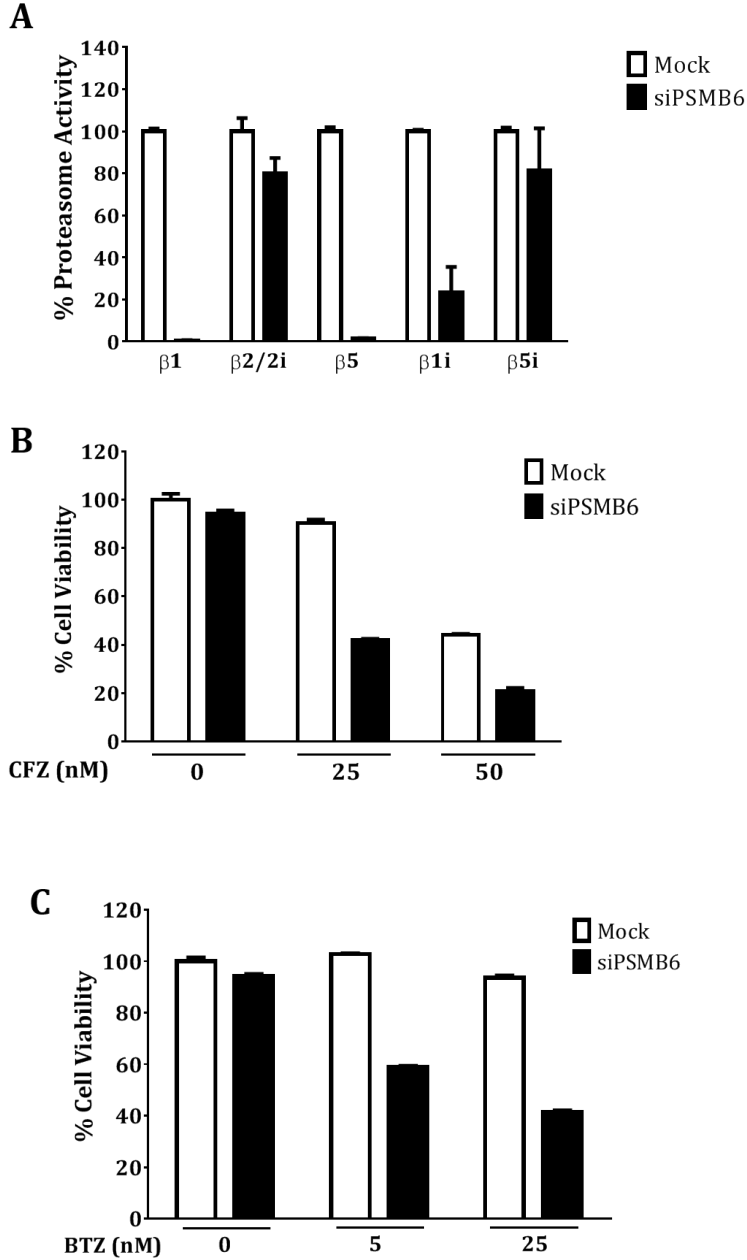 A
% Proteasome Activity
140
120
100
80
60
40
20
0
β1
β2/2i
β5
β1i
β5i
Mock
siPSMB6
B
% Cell Viability
120
100
80
60
40
20
0
Mock
siPSMB6
CFZ (nM)
0
25
50
C
% Cell Viability
120
100
80
60
40
20
0
Mock
siPSMB6
BTZ (nM)
0
5
25